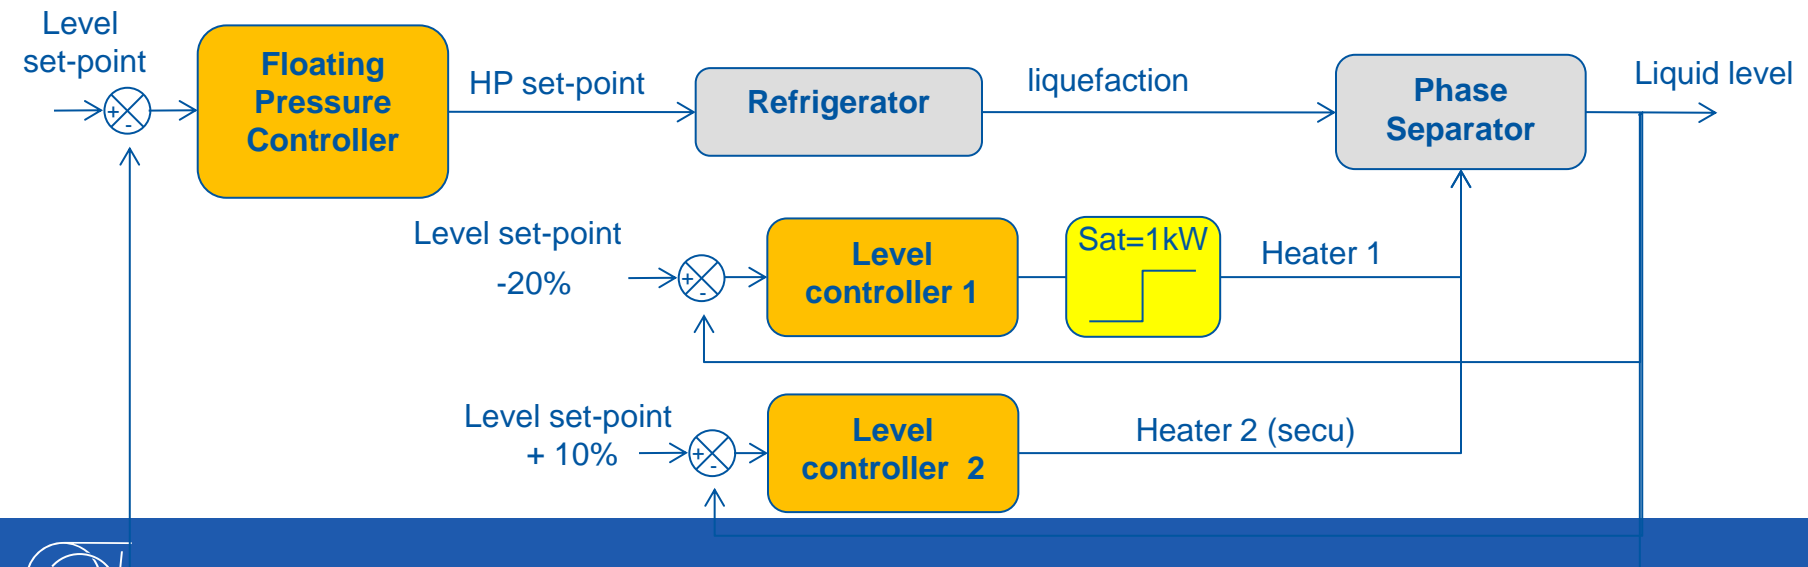 Level
set-point
Floating
Pressure
Controller
HP set-point
Refrigerator
liquefaction
Phase
Separator
Liquid level
+
-
Level set-point
-20%
+
-
Level
controller 1
Sat=1kW
Heater 1
Level set-point
+ 10%
+
-
Level
controller 2
Heater 2 (secu)